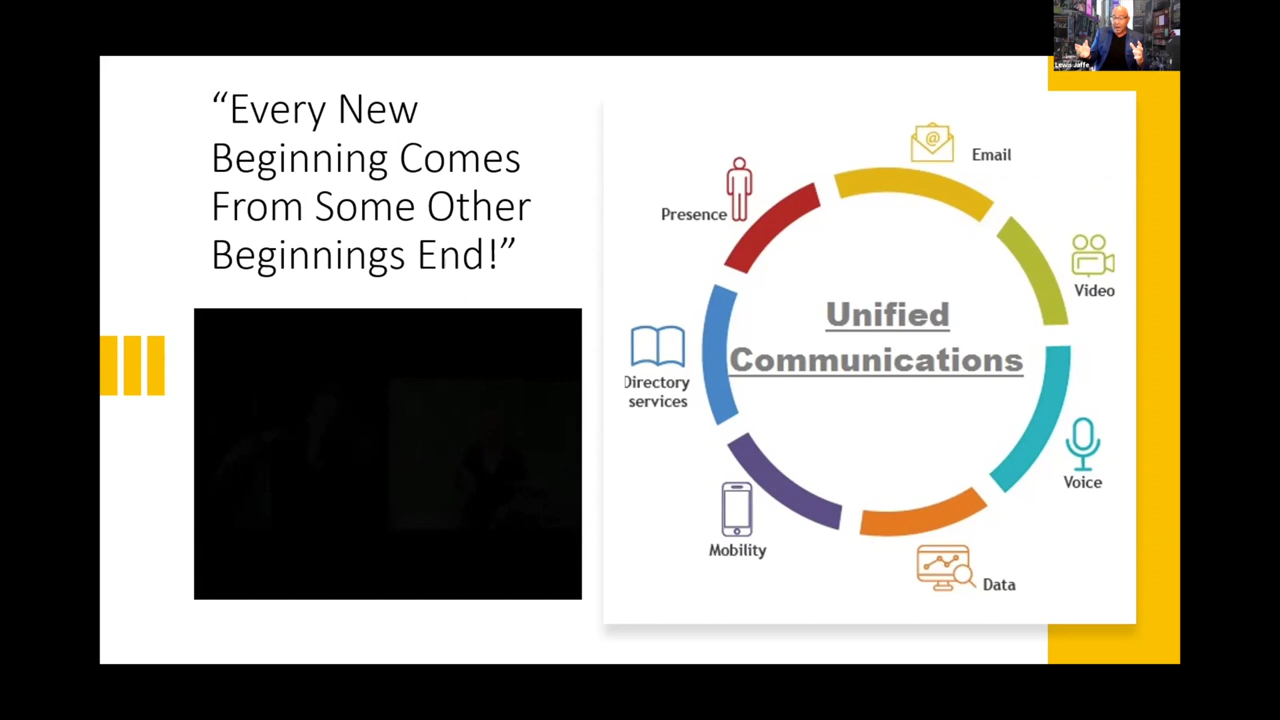 Lewis Jaffe
“Every New
Beginning Comes
From Some Other
Beginnings End!”
Email
Presence
Video
Unified
Communications
Directory
services
Voice
Mobility
Data